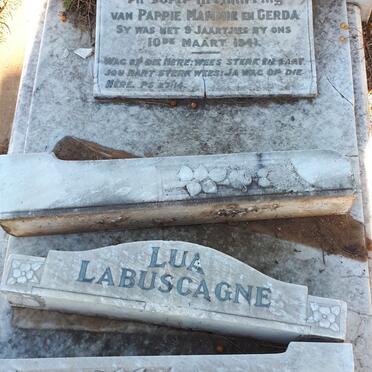 VAN PAPPIE MAMMIE EN GERDA
SY WAS NET 9 JAARTJIES BY ONS
10DE MAART 1941.
WAG OP DIE HERE: WEES STERK EN LAAT
JOU HART STERK WEES: JA WAG OP DIE
HERE. PS 27:14.
LUA
LABUSCAGNE